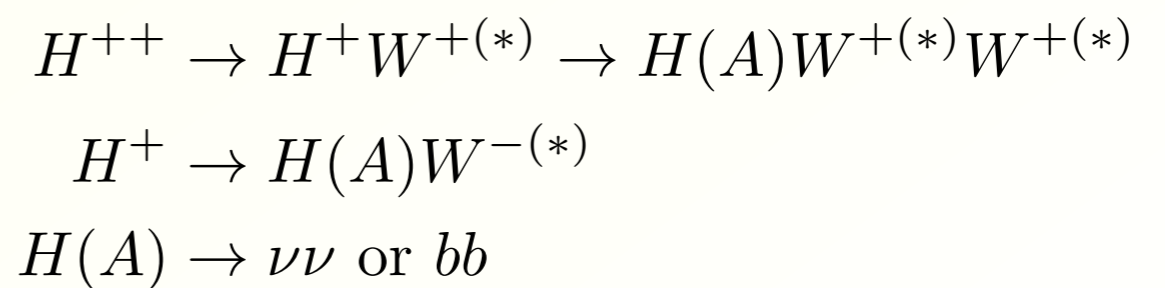 H⁺⁺ → H⁺W⁺⁽*⁾ → H(A)W⁺⁽*⁾W⁺⁽*⁾
H⁺ → H(A)W⁻⁽*⁾
H(A) → νν or bb